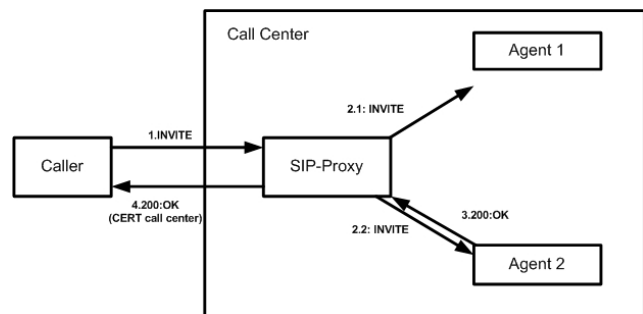 Call Center
Agent 1
2.1: INVITE
1.INVITE
Caller
SIP-Proxy
4.200:OK
(CERT call center)
3.200:OK
2.2: INVITE
Agent 2